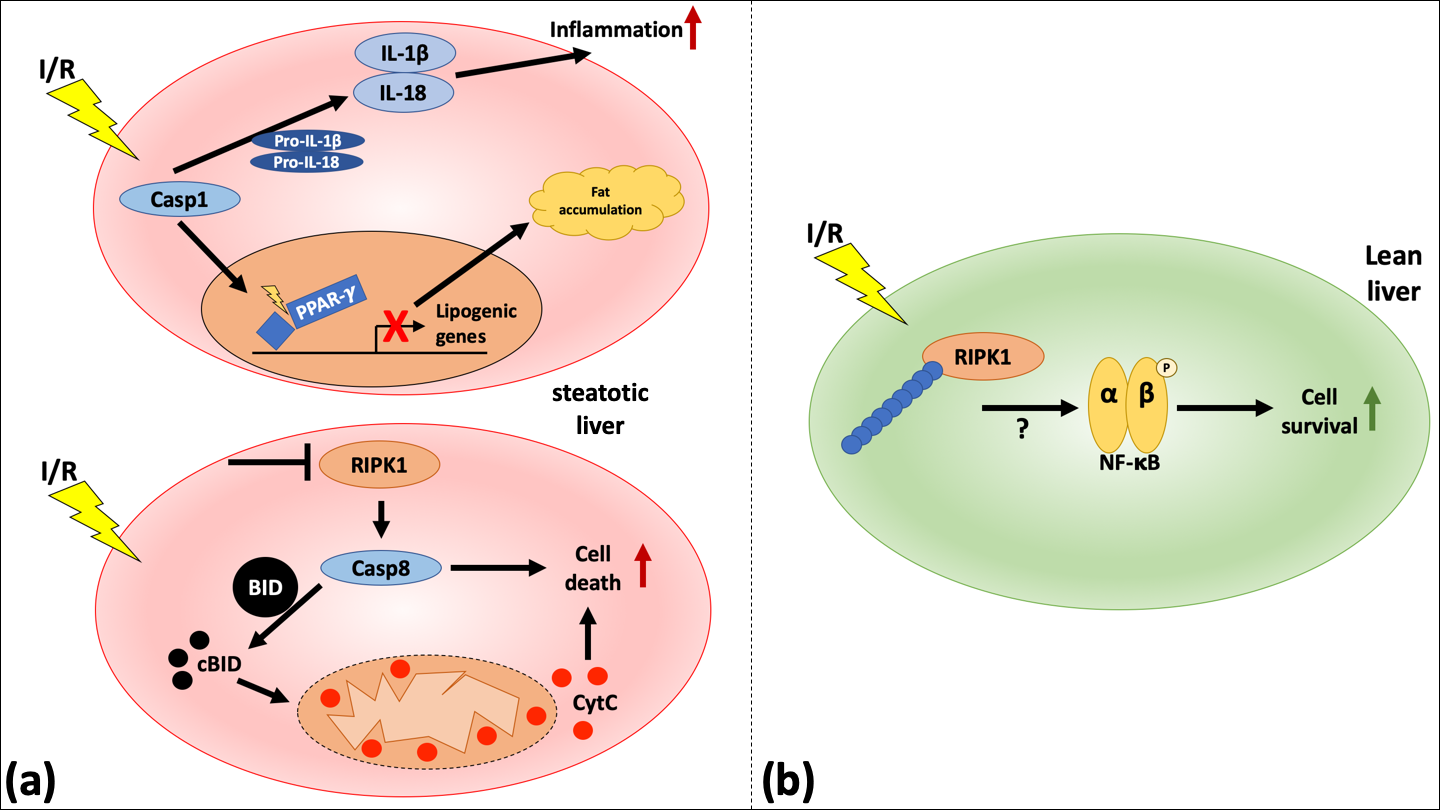 I/R
IL-1β
IL-18
Inflammation
Pro-IL-1β
Pro-IL-18
Casp1
Fat
accumulation
PPAR-γ
X
Lipogenic
genes
steatotic
liver
I/R
RIPK1
Casp8
Cell
death
BID
cBID
CytC
(a)
I/R
Lean
liver
RIPK1
?
α
β
P
NF-κB
Cell
survival
(b)